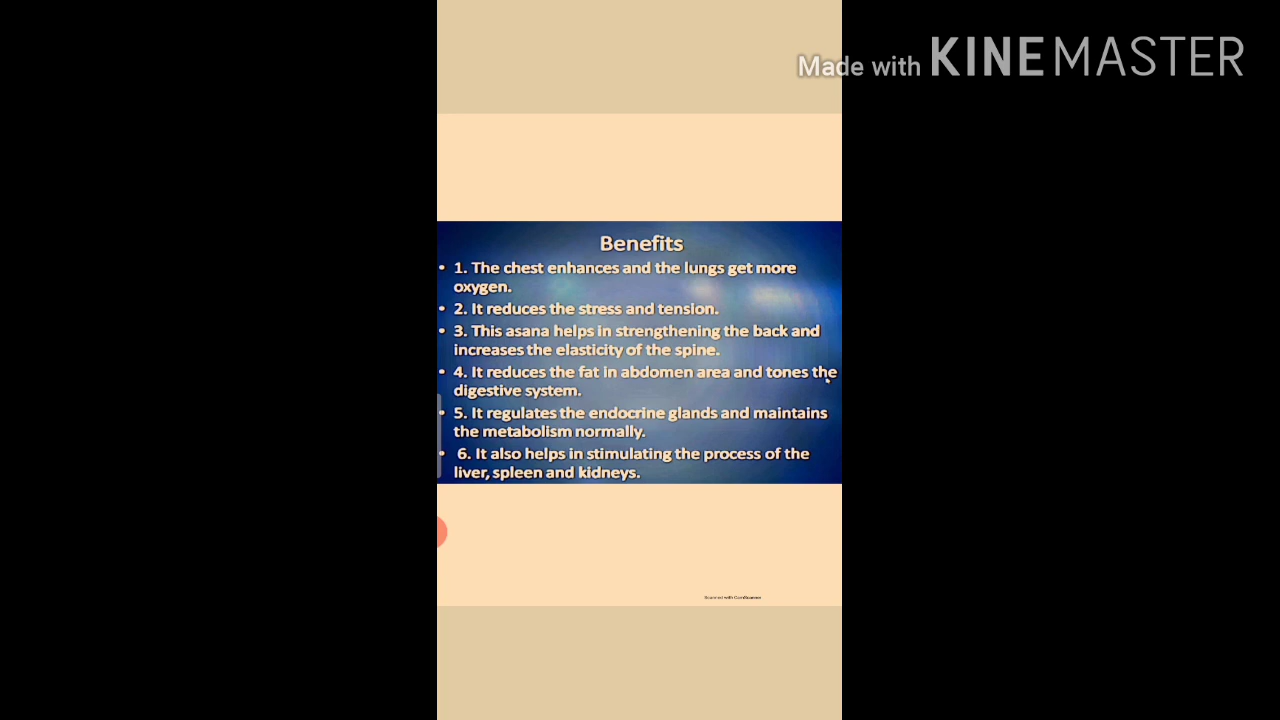 Made with KINEMASTER
Benefits
• 1. The chest enhances and the lungs get more
oxygen.
• 2. It reduces the stress and tension.
• 3. This asana helps in strengthening the back and
increases the elasticity of the spine.
• 4. It reduces the fat in abdomen area and tones the
digestive system.
• 5. It regulates the endocrine glands and maintains
the metabolism normally.
• 6. It also helps in stimulating the process of the
liver, spleen and kidneys.
Scanned with CamScanner